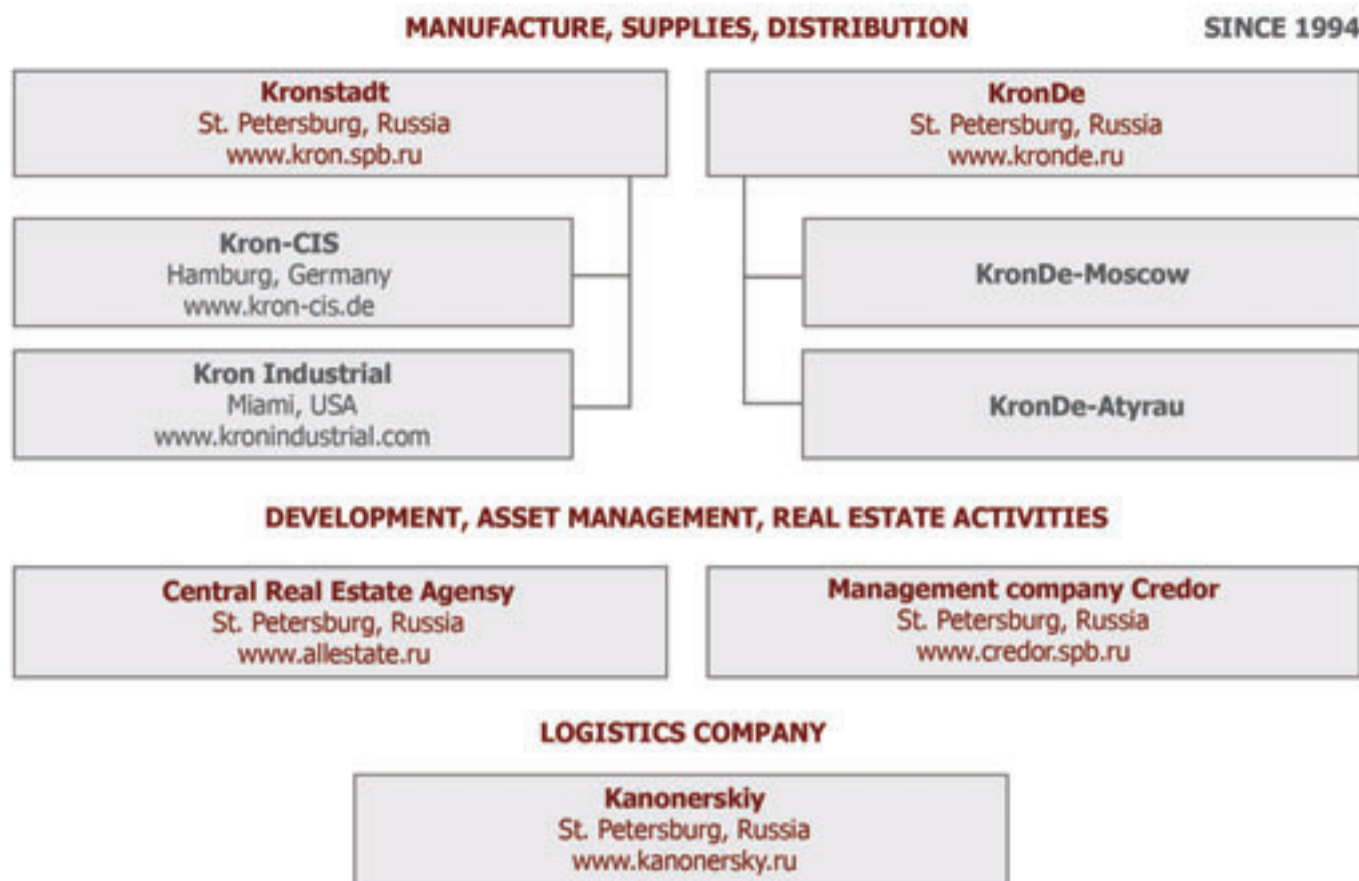 MANUFACTURE, SUPPLIES, DISTRIBUTION
SINCE 1994
Kronstadt
St. Petersburg, Russia
www.kron.spb.ru
KronDe
St. Petersburg, Russia
www.kronde.ru
Kron-CIS
Hamburg, Germany
www.kron-cis.de
KronDe-Moscow
Kron Industrial
Miami, USA
www.kronindustrial.com
KronDe-Atyrau
DEVELOPMENT, ASSET MANAGEMENT, REAL ESTATE ACTIVITIES
Central Real Estate Agensy
St. Petersburg, Russia
www.allestate.ru
Management company Credor
St. Petersburg, Russia
www.credor.spb.ru
LOGISTICS COMPANY
Kanonerskiy
St. Petersburg, Russia
www.kanonersky.ru